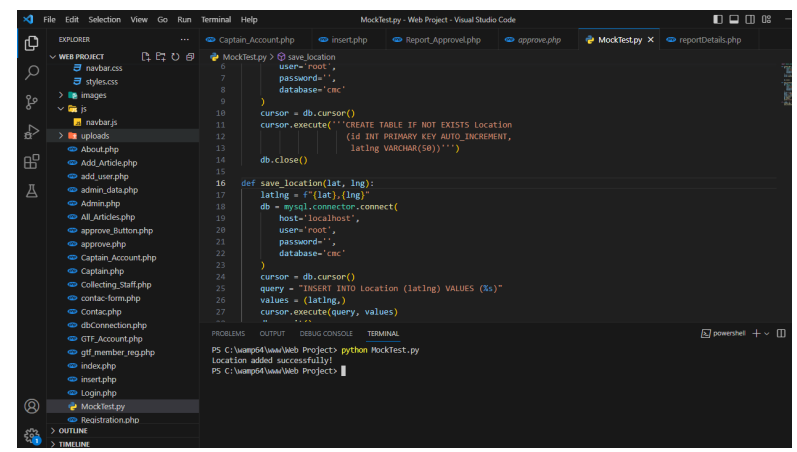 File Edit Selection View Go Run Terminal Help MockTest.py - Web Project - Visual Studio Code
EXPLORER
WEB PROJECT
navbar.css
styles.css
images
js
navbar.js
uploads
About.php
Add_Article.php
add_user.php
admin_data.php
Admin.php
All_Articles.php
approve_Button.php
approve.php
Captain_Account.php
Captain.php
Collecting_Staff.php
contac-form.php
Contac.php
dbConnection.php
GTF_Account.php
gtf_member_reg.php
index.php
insert.php
Login.php
MockTest.py
Registration.php
OUTLINE
TIMELINE
Captain_Account.php insert.php Report_Approvel.php approve.php MockTest.py reportDetails.php
MockTest.py > save_location
6 user='root',
7 password='',
8 database='cmc'
9 )
10 cursor = db.cursor()
11 cursor.execute('''CREATE TABLE IF NOT EXISTS Location
12 (id INT PRIMARY KEY AUTO_INCREMENT,
13 latlng VARCHAR(50))''')
14 db.close()
15
16 def save_location(lat, lng):
17 latlng = f"{lat},{lng}"
18 db = mysql.connector.connect(
19 host='localhost',
20 user='root',
21 password='',
22 database='cmc'
23 )
24 cursor = db.cursor()
25 query = "INSERT INTO Location (latlng) VALUES (%s)"
26 values = (latlng,)
27 cursor.execute(query, values)
PROBLEMS OUTPUT DEBUG CONSOLE TERMINAL powershell
PS C:\wamp64\www\Web Project> python MockTest.py
Location added successfully!
PS C:\wamp64\www\Web Project>